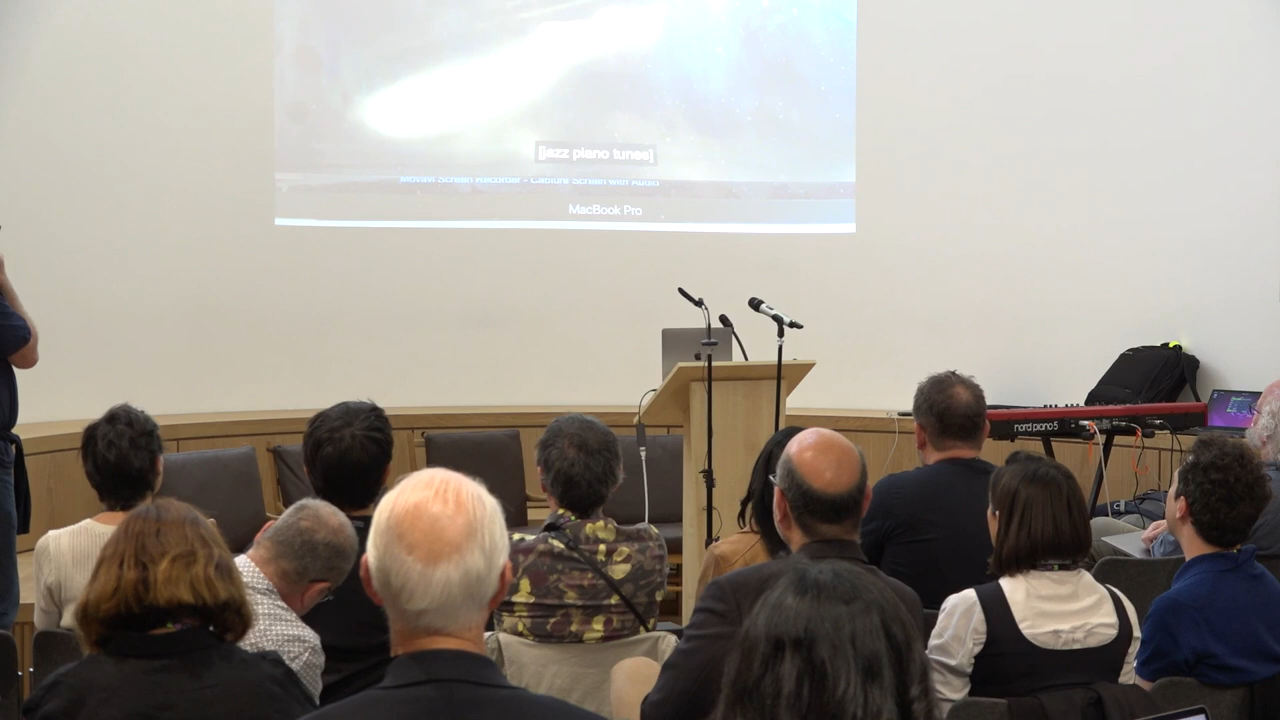 [jazz piano tunes]
Movavi Screen Recorder - Capture Screen with Audio
MacBook Pro
nord piano 5